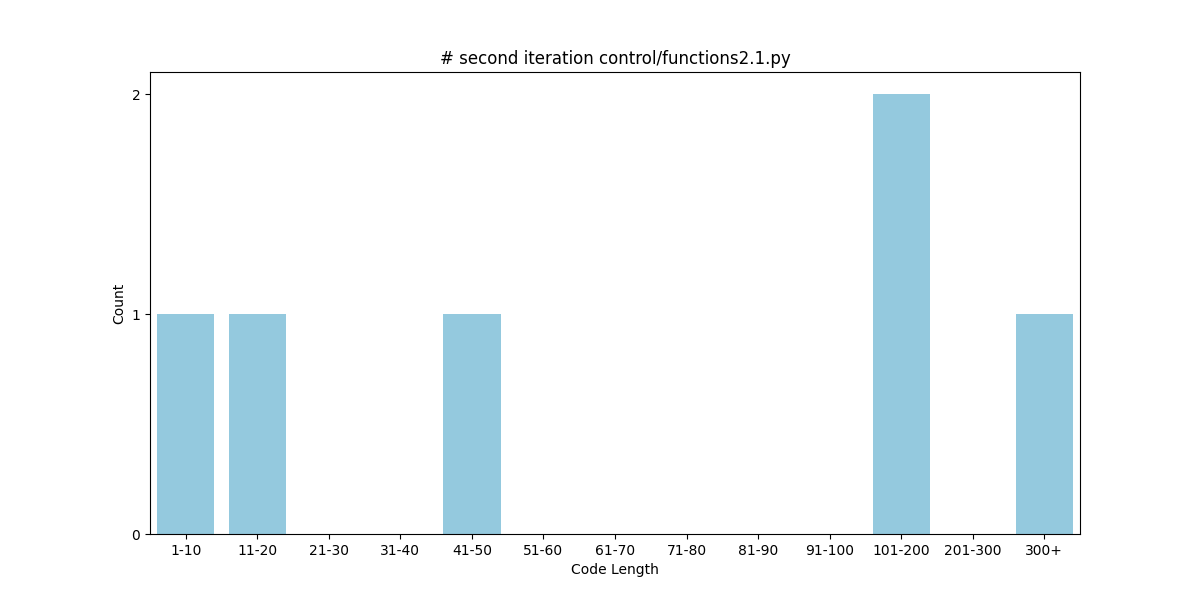 # second iteration control/functions2.1.py
Count
2
1
0
1-10 11-20 21-30 31-40 41-50 51-60 61-70 71-80 81-90 91-100 101-200 201-300 300+
Code Length